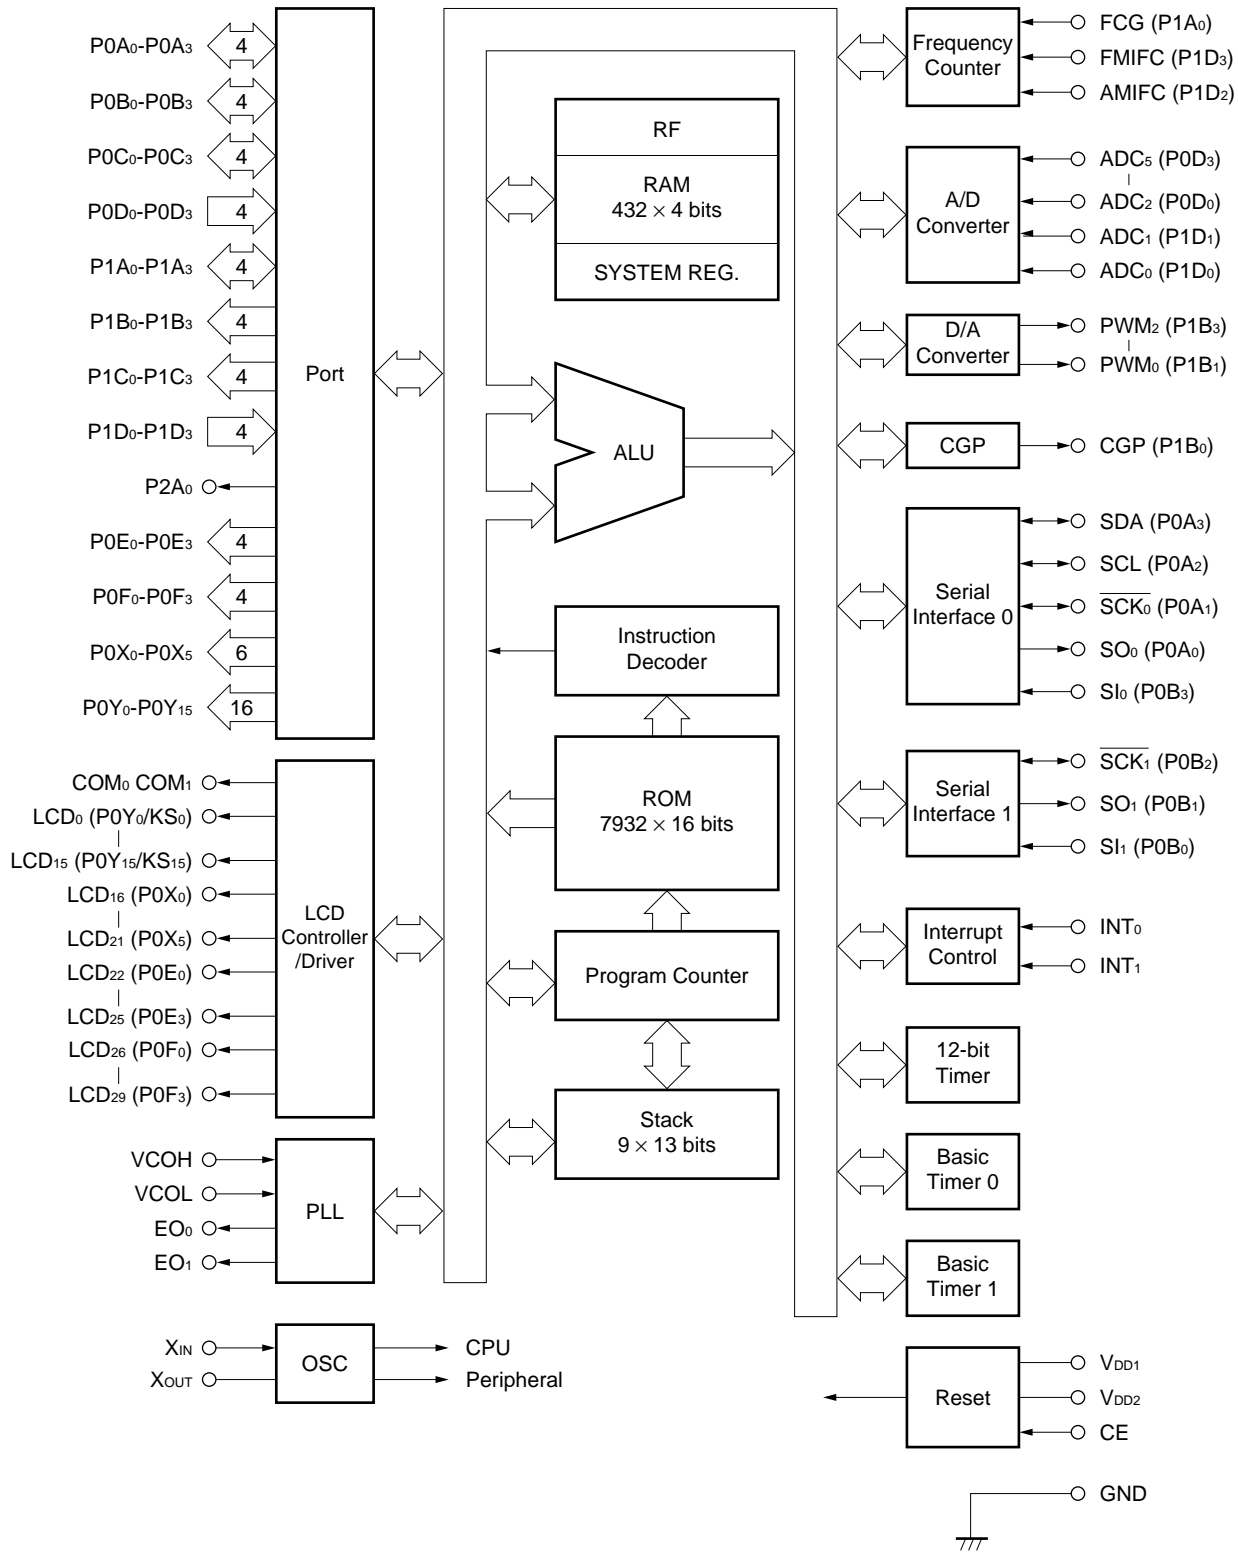 P0A₀-P0A₃
4
P0B₀-P0B₃
4
P0C₀-P0C₃
4
P0D₀-P0D₃
4
P1A₀-P1A₃
4
P1B₀-P1B₃
4
P1C₀-P1C₃
4
P1D₀-P1D₃
4
P2A₀
P0E₀-P0E₃
4
P0F₀-P0F₃
4
P0X₀-P0X₅
6
P0Y₀-P0Y₁₅
16
Port
COM₀ COM₁
LCD₀ (P0Y₀/KS₀)
LCD₁₅ (P0Y₁₅/KS₁₅)
LCD₁₆ (P0X₀)
LCD₂₁ (P0X₅)
LCD₂₂ (P0E₀)
LCD₂₅ (P0E₃)
LCD₂₆ (P0F₀)
LCD₂₉ (P0F₃)
LCD
Controller
/Driver
VCOH
VCOL
EO₀
EO₁
PLL
XIN
XOUT
OSC
CPU
Peripheral
RF
RAM
432 × 4 bits
SYSTEM REG.
ALU
Instruction
Decoder
ROM
7932 × 16 bits
Program Counter
Stack
9 × 13 bits
Frequency
Counter
FCG (P1A₀)
FMIFC (P1D₃)
AMIFC (P1D₂)
A/D
Converter
ADC₅ (P0D₃)
ADC₂ (P0D₀)
ADC₁ (P1D₁)
ADC₀ (P1D₀)
D/A
Converter
PWM₂ (P1B₃)
PWM₀ (P1B₁)
CGP
CGP (P1B₀)
Serial
Interface 0
SDA (P0A₃)
SCL (P0A₂)
S̅C̅K̅₀ (P0A₁)
SO₀ (P0A₀)
SI₀ (P0B₃)
Serial
Interface 1
S̅C̅K̅₁ (P0B₂)
SO₁ (P0B₁)
SI₁ (P0B₀)
Interrupt
Control
INT₀
INT₁
12-bit
Timer
Basic
Timer 0
Basic
Timer 1
Reset
VDD1
VDD2
CE
GND